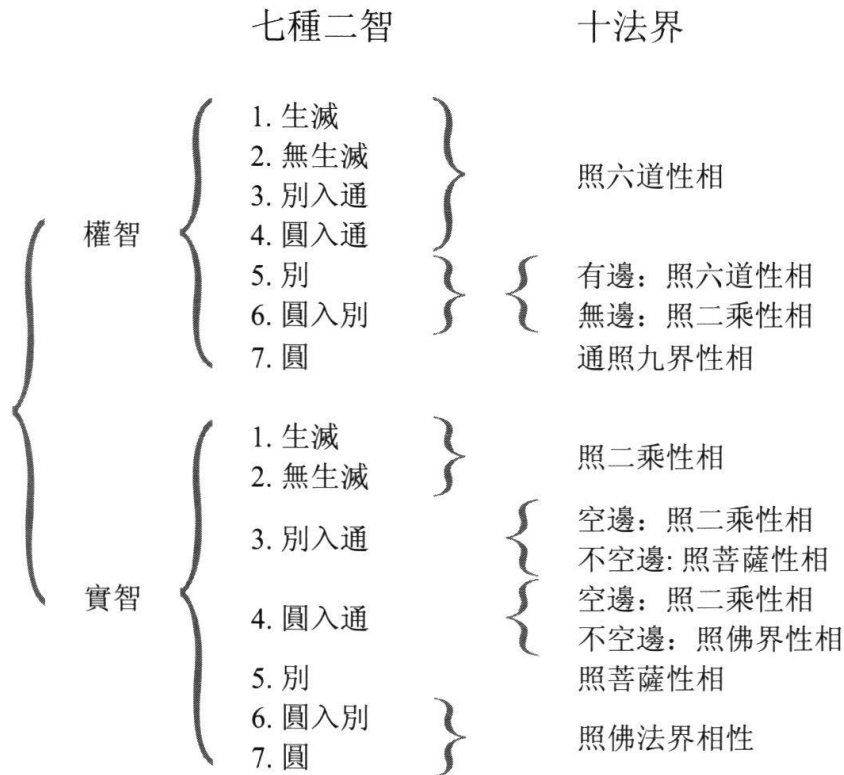 七種二智 十法界
權智
1. 生滅
2. 無生滅
3. 別入通
4. 圓入通
照六道性相
5. 別
6. 圓入別
有邊：照六道性相
無邊：照二乘性相
7. 圓 通照九界性相
實智
1. 生滅
2. 無生滅
照二乘性相
3. 別入通
空邊：照二乘性相
不空邊: 照菩薩性相
4. 圓入通
空邊：照二乘性相
不空邊：照佛界性相
5. 別 照菩薩性相
6. 圓入別
7. 圓
照佛法界相性